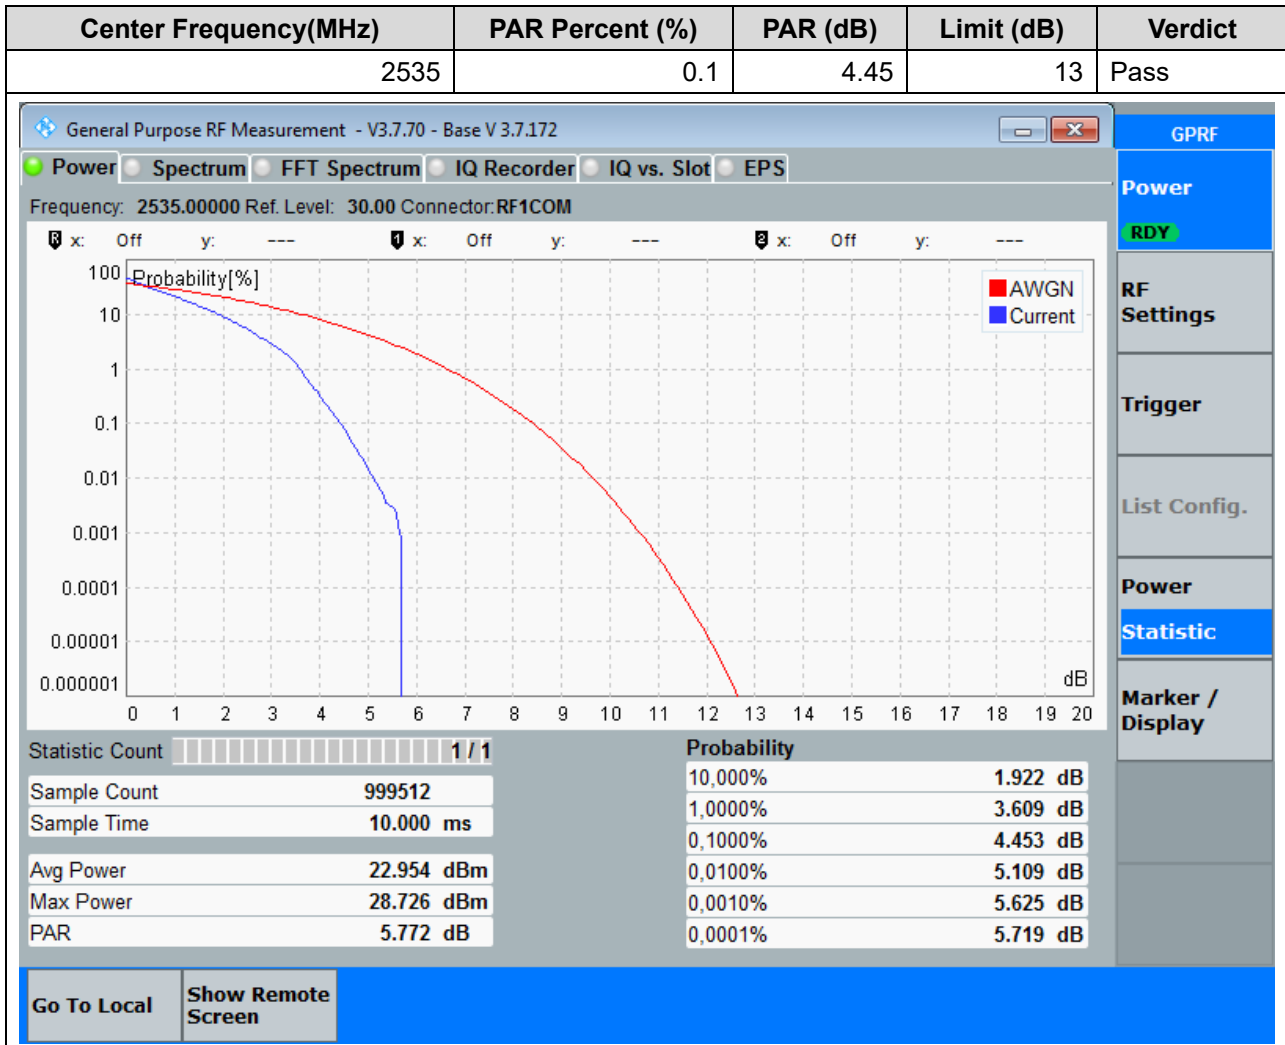 Center Frequency(MHz) PAR Percent (%) PAR (dB) Limit (dB) Verdict
2535 0.1 4.45 13 Pass
General Purpose RF Measurement - V3.7.70 - Base V 3.7.172
GPRF
Power Spectrum FFT Spectrum IQ Recorder IQ vs. Slot EPS
Frequency: 2535.00000 Ref. Level: 30.00 Connector: RF1COM
R x: Off y: --- 1 x: Off y: --- 2 x: Off y: ---
Probability[%]
AWGN
Current
100
10
1
0.1
0.01
0.001
0.0001
0.00001
0.000001
dB
0 1 2 3 4 5 6 7 8 9 10 11 12 13 14 15 16 17 18 19 20
Statistic Count 1 / 1
Sample Count 999512
Sample Time 10.000 ms
Avg Power 22.954 dBm
Max Power 28.726 dBm
PAR 5.772 dB
Probability
10,000% 1.922 dB
1,0000% 3.609 dB
0,1000% 4.453 dB
0,0100% 5.109 dB
0,0010% 5.625 dB
0,0001% 5.719 dB
Power
RDY
RF
Settings
Trigger
List Config.
Power
Statistic
Marker /
Display
Go To Local
Show Remote
Screen